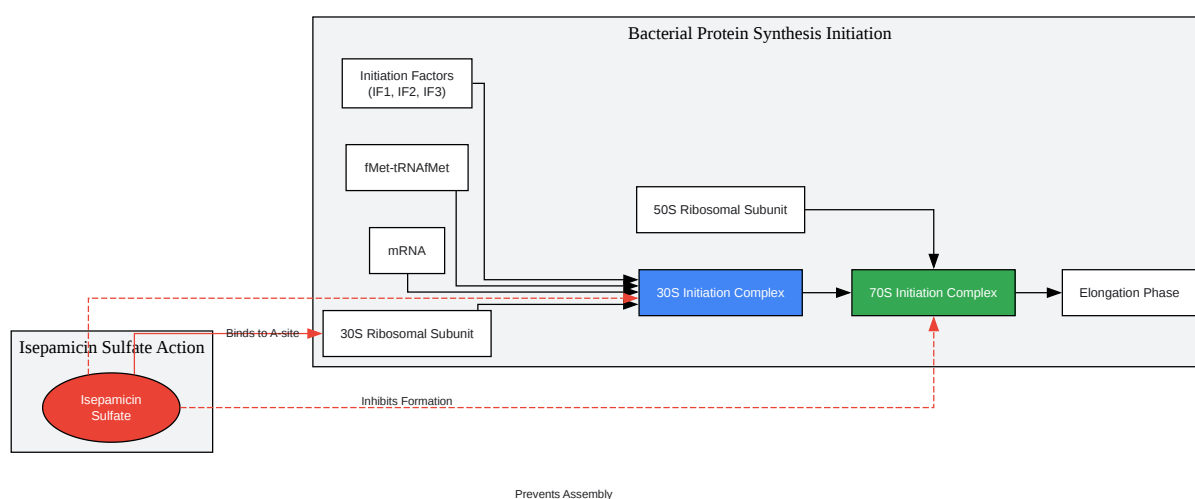 Bacterial Protein Synthesis Initiation
Initiation Factors
(IF1, IF2, IF3)
fMet-tRNAfMet
mRNA
50S Ribosomal Subunit
30S Initiation Complex
70S Initiation Complex
Elongation Phase
30S Ribosomal Subunit
Binds to A-site
Isepamicin Sulfate Action
Isepamicin
Sulfate
Inhibits Formation
Prevents Assembly